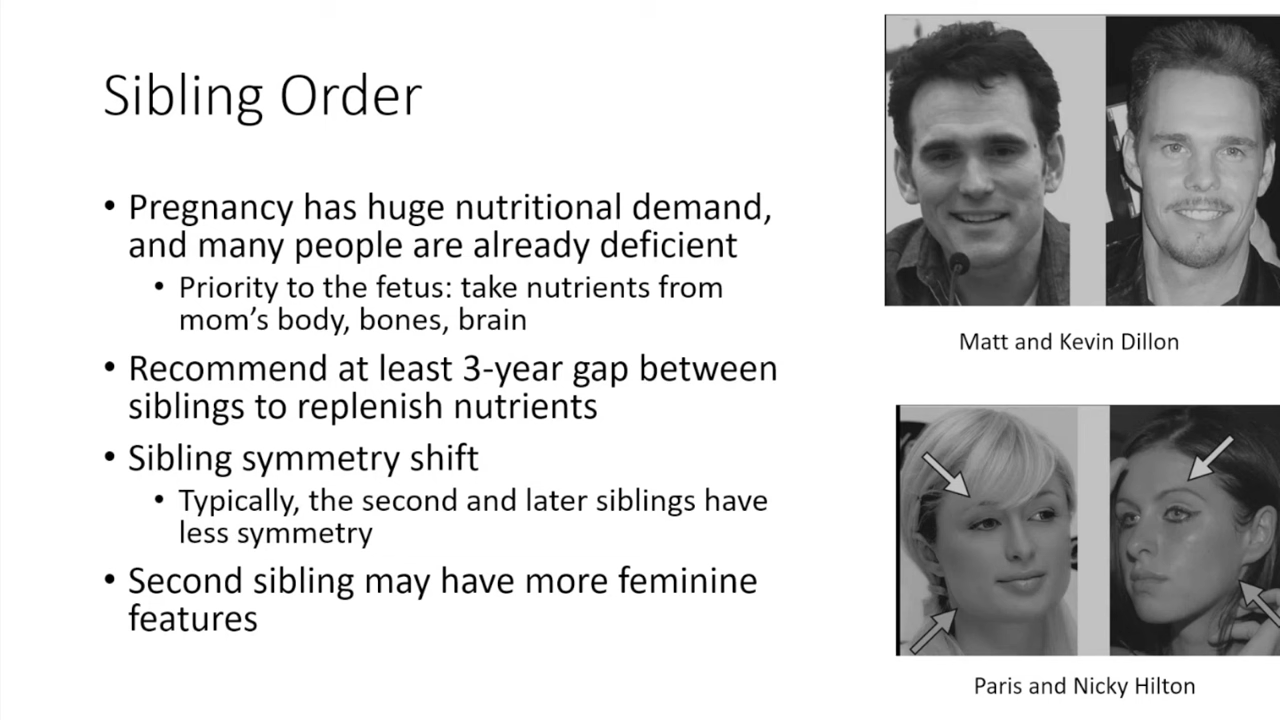 Sibling Order
• Pregnancy has huge nutritional demand,
and many people are already deficient
• Priority to the fetus: take nutrients from
mom's body, bones, brain
• Recommend at least 3-year gap between
siblings to replenish nutrients
• Sibling symmetry shift
• Typically, the second and later siblings have
less symmetry
• Second sibling may have more feminine
features
Matt and Kevin Dillon
Paris and Nicky Hilton